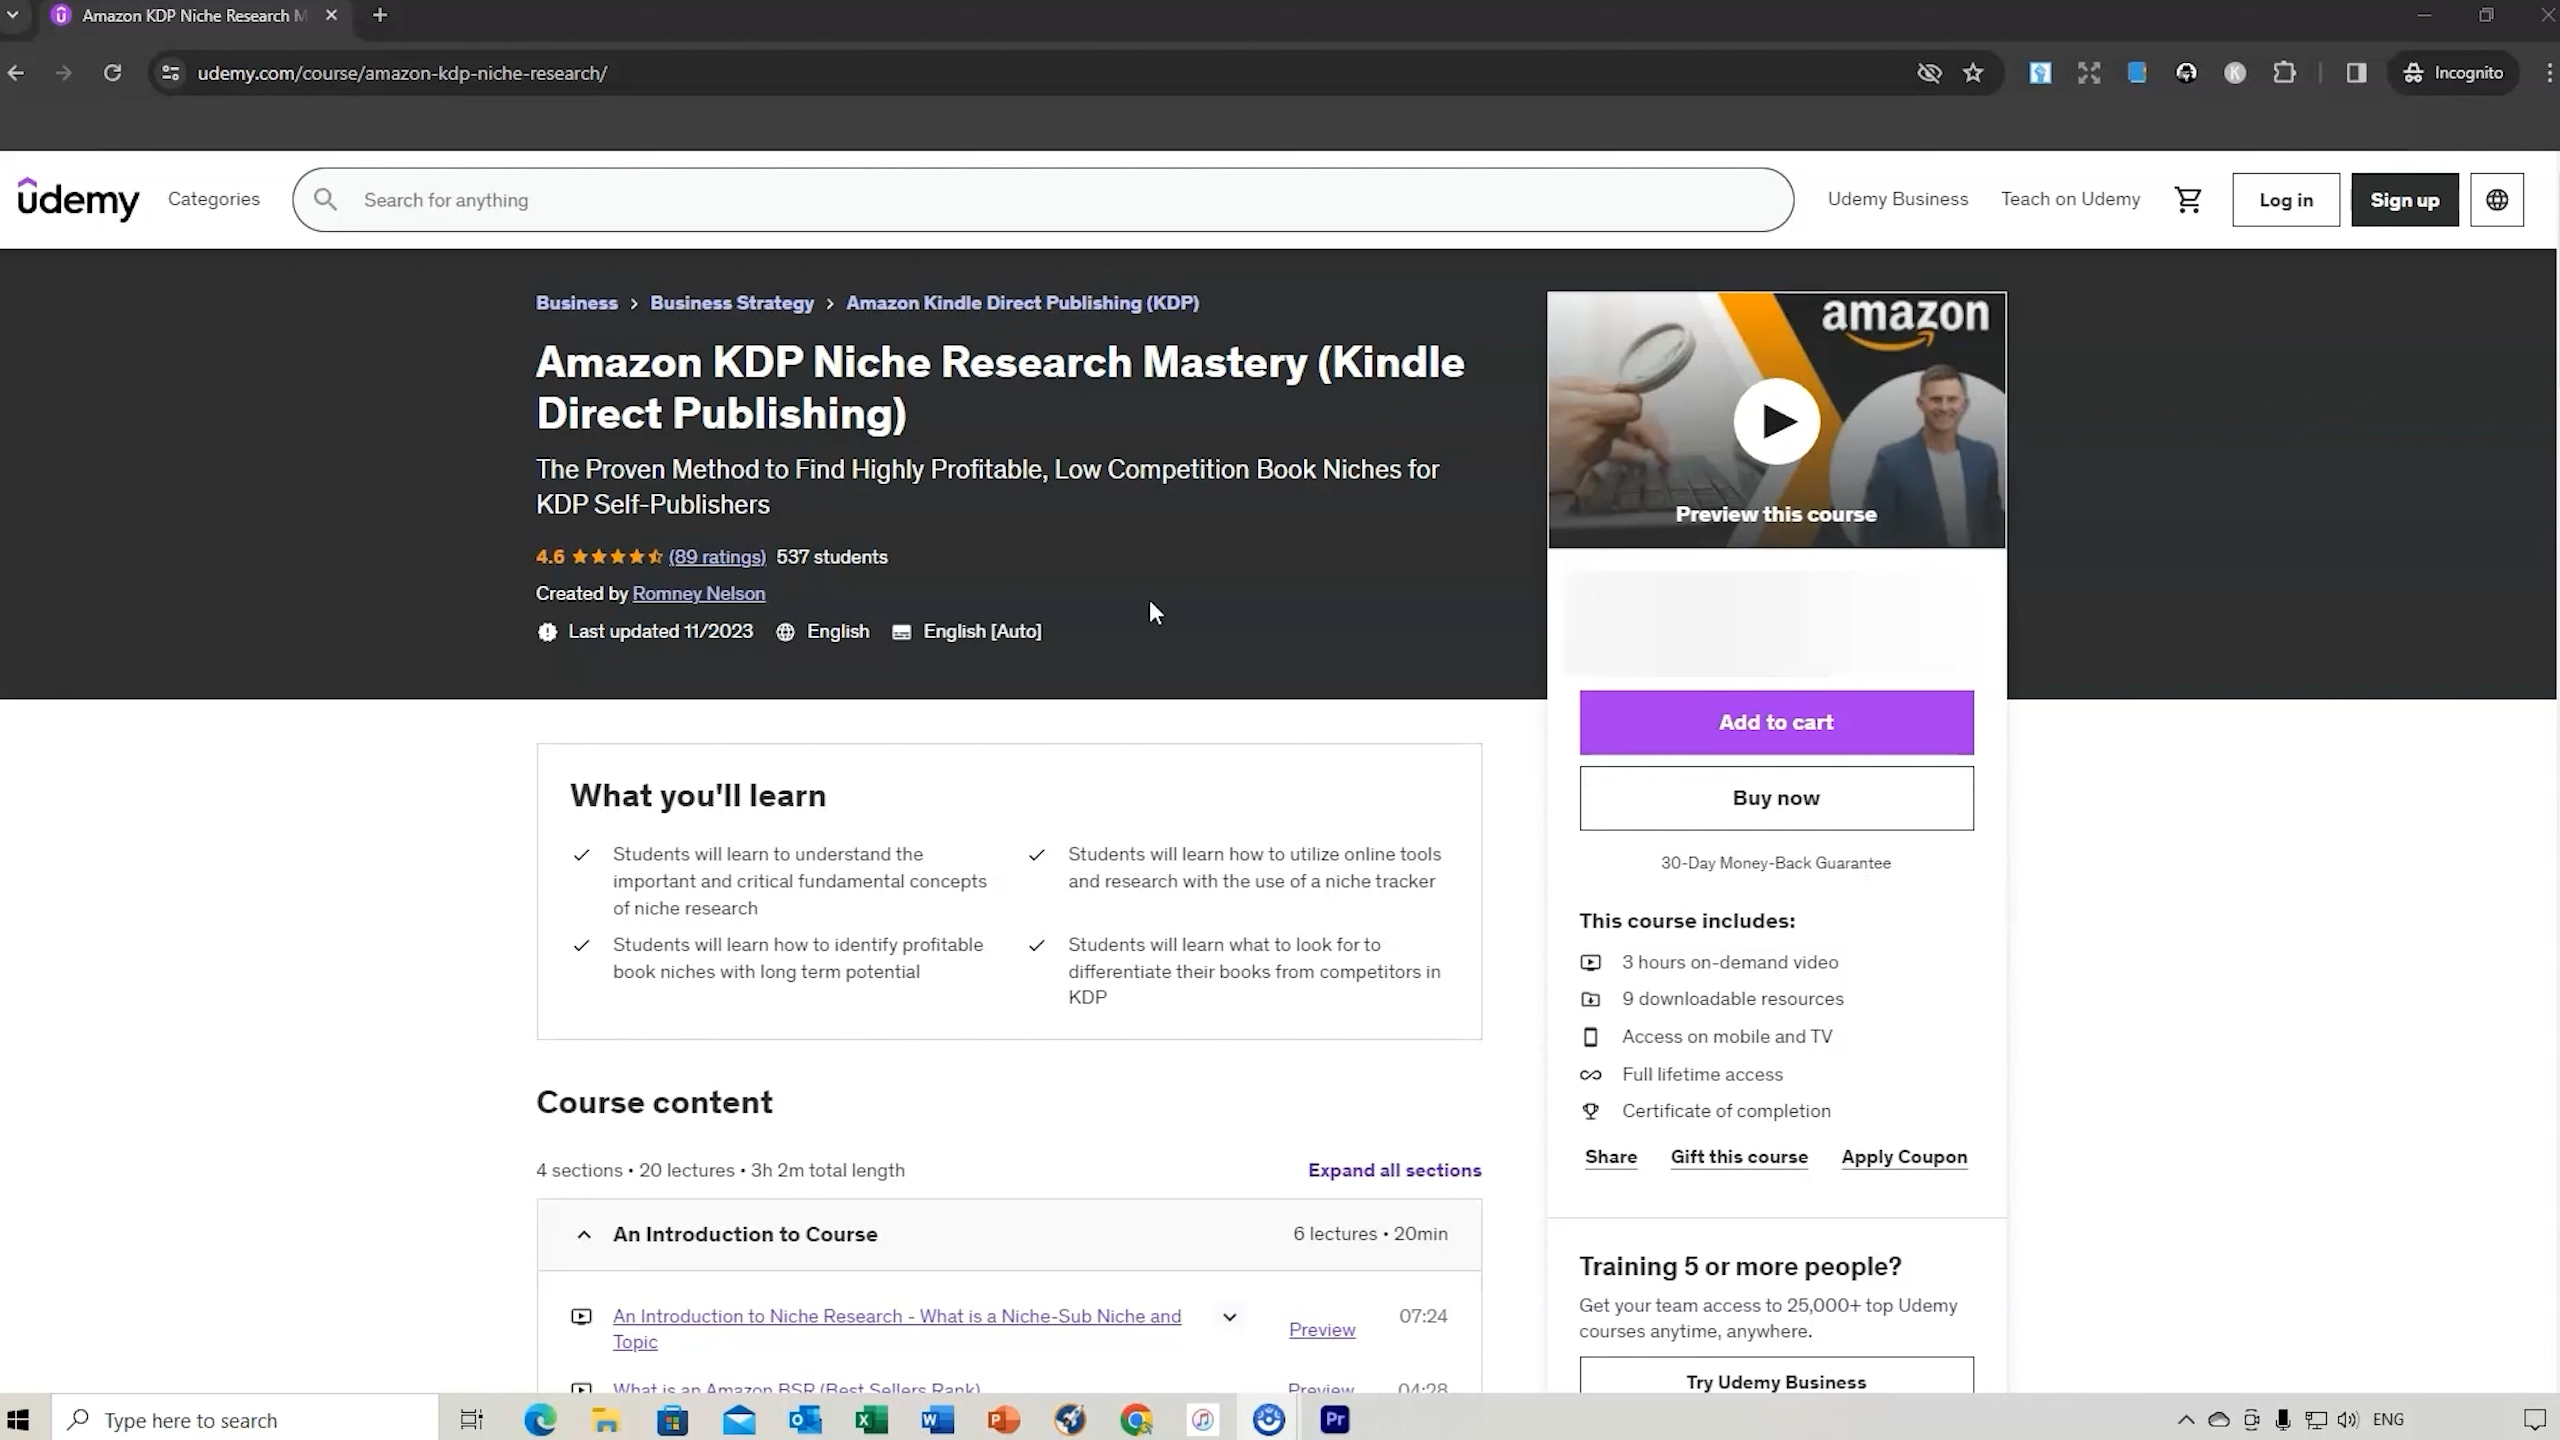 Amazon KDP Niche Research M
udemy.com/course/amazon-kdp-niche-research/
K
Incognito
udemy
Categories
Search for anything
Udemy Business
Teach on Udemy
Log in
Sign up
Business > Business Strategy > Amazon Kindle Direct Publishing (KDP)
Amazon KDP Niche Research Mastery (Kindle
Direct Publishing)
The Proven Method to Find Highly Profitable, Low Competition Book Niches for
KDP Self-Publishers
4.6 (89 ratings) 537 students
Created by Romney Nelson
Last updated 11/2023 English English [Auto]
amazon
Preview this course
Add to cart
Buy now
30-Day Money-Back Guarantee
This course includes:
3 hours on-demand video
9 downloadable resources
Access on mobile and TV
Full lifetime access
Certificate of completion
Share Gift this course Apply Coupon
Training 5 or more people?
Get your team access to 25,000+ top Udemy
courses anytime, anywhere.
Try Udemy Business
What you'll learn
Students will learn to understand the
important and critical fundamental concepts
of niche research
Students will learn how to utilize online tools
and research with the use of a niche tracker
Students will learn how to identify profitable
book niches with long term potential
Students will learn what to look for to
differentiate their books from competitors in
KDP
Course content
4 sections • 20 lectures • 3h 2m total length
Expand all sections
An Introduction to Course
6 lectures • 20min
An Introduction to Niche Research - What is a Niche-Sub Niche and
Topic
Preview
07:24
What is an Amazon BSR (Best Sellers Rank)
Preview
04:28
Type here to search
Pr
ENG